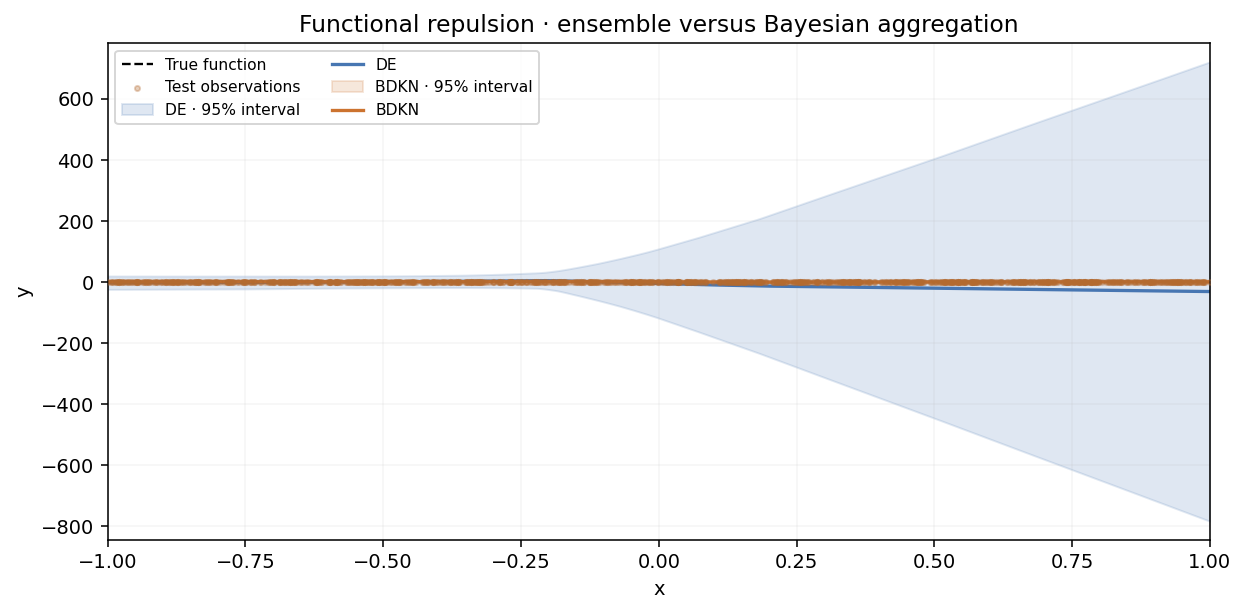 Functional repulsion · ensemble versus Bayesian aggregation
True function
Test observations
DE · 95% interval
DE
BDKN · 95% interval
BDKN
600
400
200
0
−200
−400
−600
−800
y
−1.00 −0.75 −0.50 −0.25 0.00 0.25 0.50 0.75 1.00
x